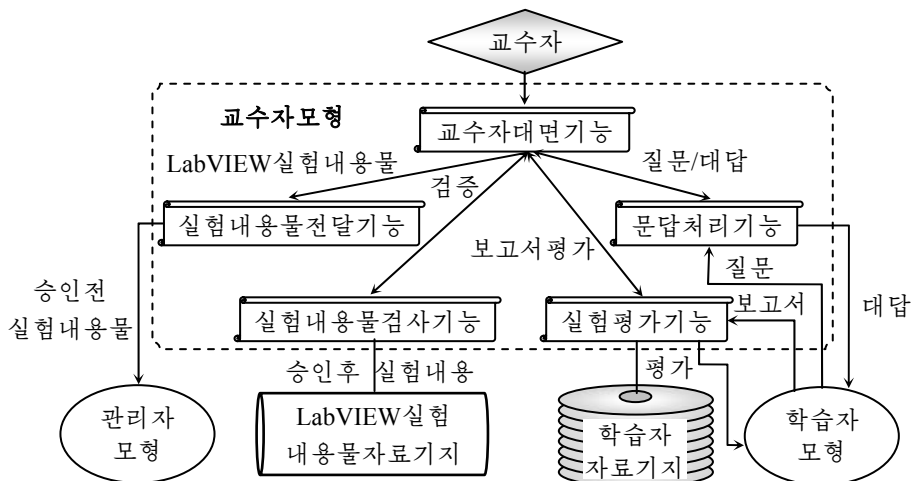 교수자
교수자모형
교수자대면기능
LabVIEW실험내용물
검증
질문/대답
실험내용물전달기능
문답처리기능
보고서평가
질문
승인전
실험내용물
보고서
대답
실험내용물검사기능
실험평가기능
승인후 실험내용
평가
관리자
모형
LabVIEW실험
내용물자료기지
학습자
자료기지
학습자
모형